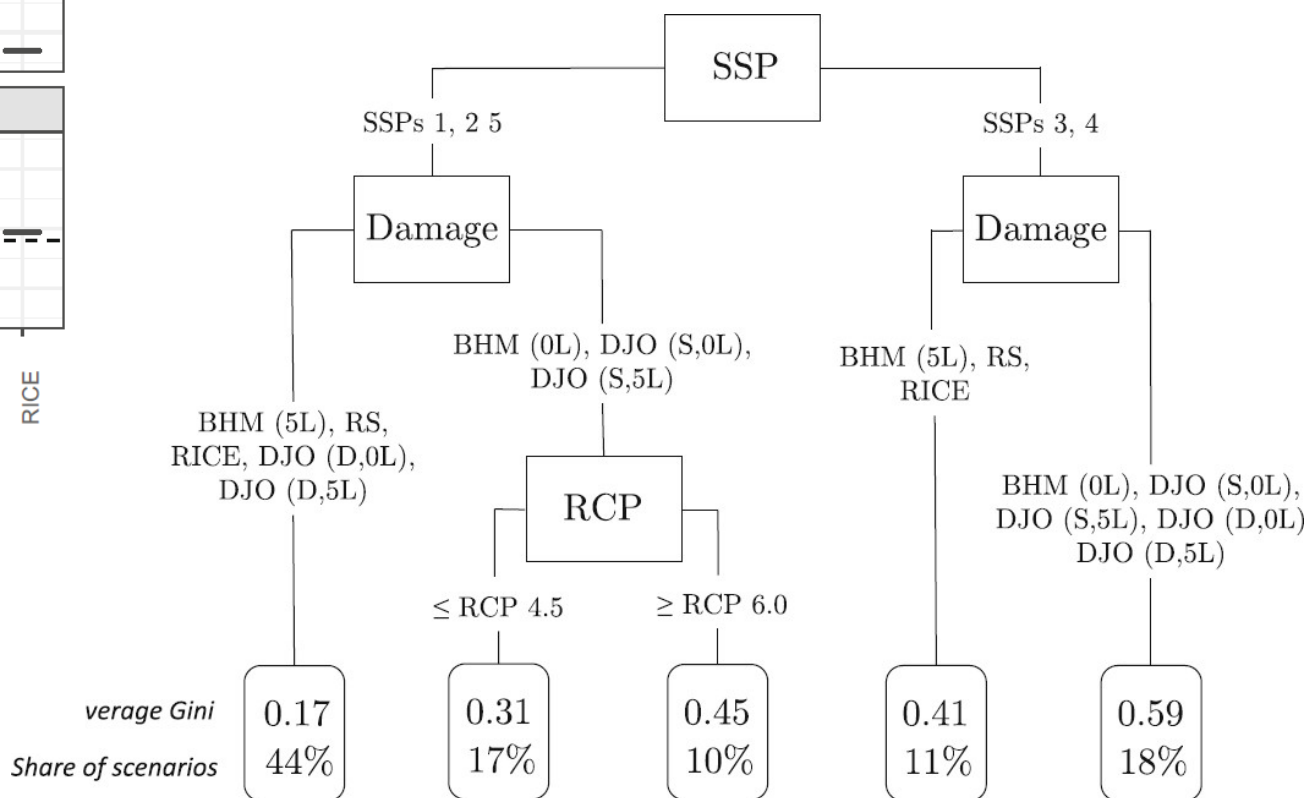 SSP
SSPs 1, 2 5
SSPs 3, 4
Damage
Damage
BHM (0L), DJO (S,0L),
DJO (S,5L)
BHM (5L), RS,
RICE
RICE
BHM (5L), RS,
RICE, DJO (D,0L),
DJO (D,5L)
RCP
BHM (0L), DJO (S,0L),
DJO (S,5L), DJO (D,0L)
DJO (D,5L)
≤ RCP 4.5
≥ RCP 6.0
verage Gini
0.17
0.31
0.45
0.41
0.59
Share of scenarios
44%
17%
10%
11%
18%